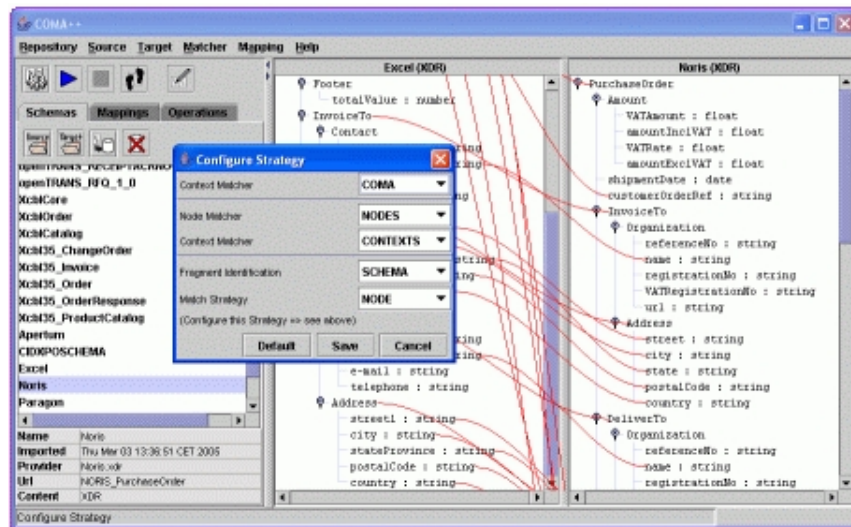 COMA++
Repository Source Target Matcher Mapping Help
Schemas Mappings Operations
Source Target
openTRANS_RFQ_1_0
XcblCore
XcblOrder
XcblCatalog
Xcbl35_ChangeOrder
Xcbl35_Invoice
Xcbl35_Order
Xcbl35_OrderResponse
Xcbl35_ProductCatalog
Apertum
CIDXPOSCHEMA
Excel
Noris
Paragon
Name Noris
Imported Thu Mar 03 13:36:51 CET 2005
Provider Noris.xdr
Url NORIS_PurchaseOrder
Content XDR
Configure Strategy
Configure Strategy
Context Matcher COMA
Node Matcher NODES
Context Matcher CONTEXTS
Fragment Identification SCHEMA
Match Strategy NODE
(Configure this Strategy => see above)
Default Save Cancel
Excel (XDR)
Footer
totalValue : number
InvoiceTo
Contact
e-mail : string
telephone : string
Address
street1 : string
city : string
stateProvince : string
postalCode : string
country : string
Noris (XDR)
PurchaseOrder
Amount
VATAmount : float
amountInclVAT : float
VATRate : float
amountExclVAT : float
shipmentDate : date
customerOrderRef : string
InvoiceTo
Organization
referenceNo : string
name : string
registrationNo : string
VATRegistrationNo : string
url : string
Address
street : string
city : string
state : string
postalCode : string
country : string
DeliverTo
Organization
referenceNo : string
name : string
registrationNo : string